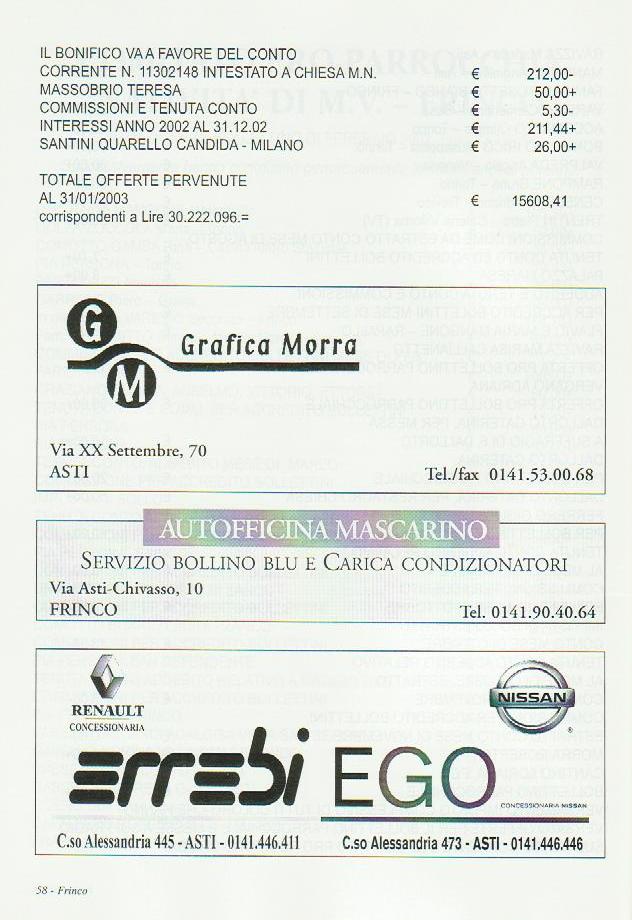 IL BONIFICO VA A FAVORE DEL CONTO
CORRENTE N. 11302148 INTESTATO A CHIESA M.N. € 212,00-
MASSOBRIO TERESA € 50,00+
COMMISSIONI E TENUTA CONTO € 5,30-
INTERESSI ANNO 2002 AL 31.12.02 € 211,44+
SANTINI QUARELLO CANDIDA - MILANO € 26,00+
TOTALE OFFERTE PERVENUTE
AL 31/01/2003 € 15608,41
corrispondenti a Lire 30.222.096.=
G M
Grafica Morra
Via XX Settembre, 70
ASTI Tel./fax 0141.53.00.68
AUTOFFICINA MASCARINO
SERVIZIO BOLLINO BLU E CARICA CONDIZIONATORI
Via Asti-Chivasso, 10
FRINCO Tel. 0141.90.40.64
RENAULT
CONCESSIONARIA
NISSAN
®
errebi
EGO
CONCESSIONARIA NISSAN
C.so Alessandria 445 - ASTI - 0141.446.411
C.so Alessandria 473 - ASTI - 0141.446.446
58 - Frinco